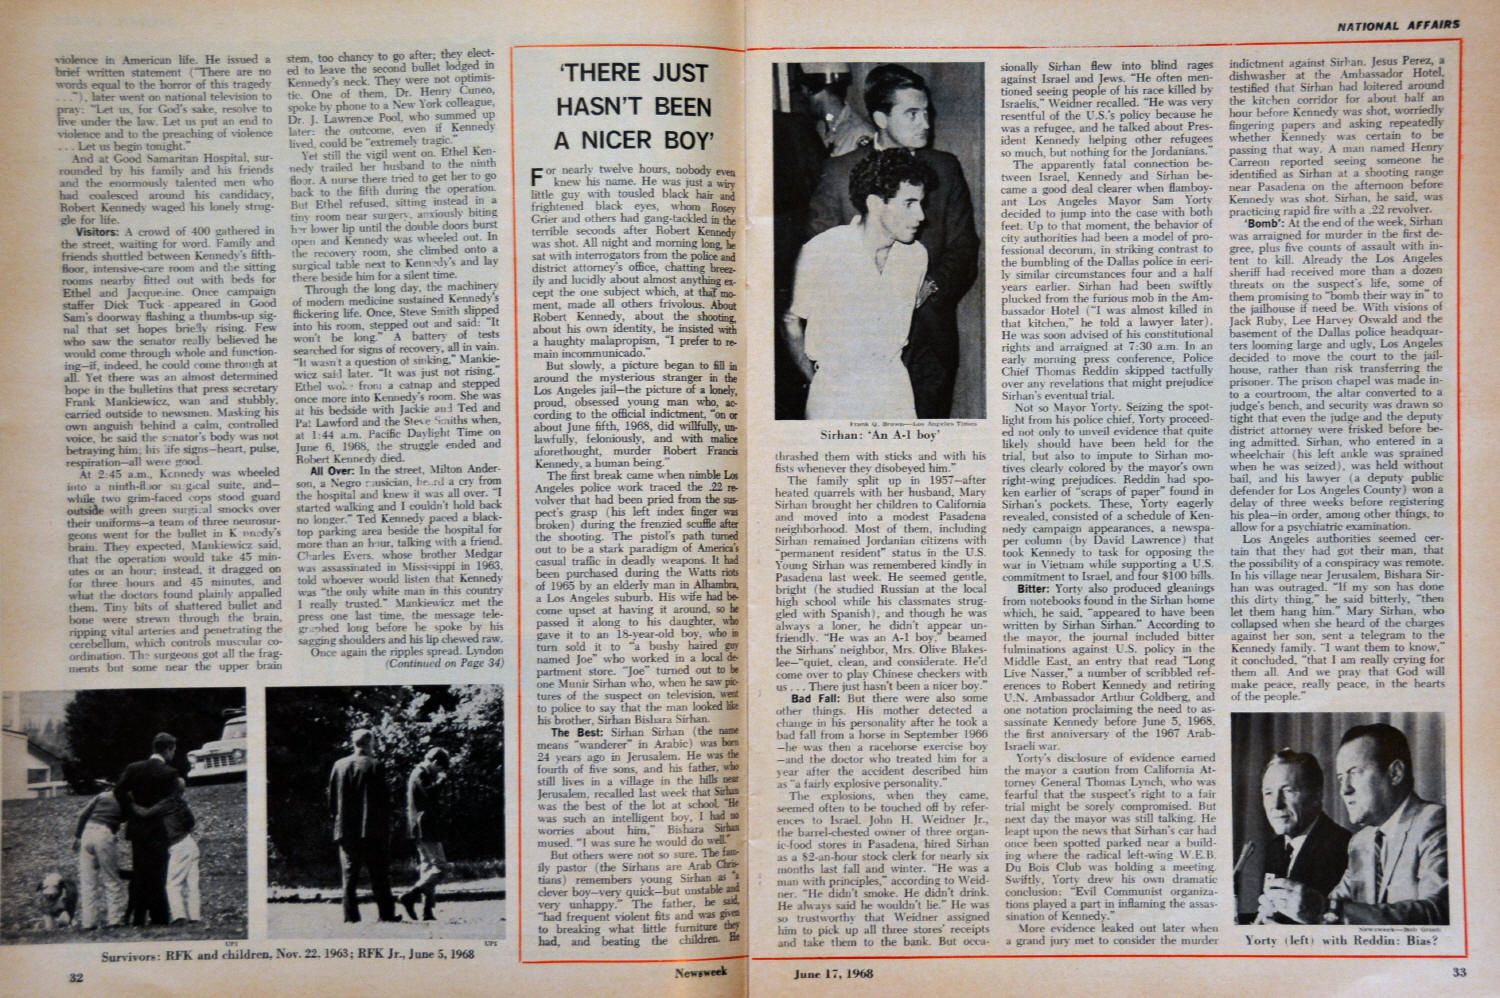 violence in American life. He issued a
brief written statement ("There are no
words equal to the horror of this tragedy
. . ."), later went on national television to
pray: "Let us, for God's sake, resolve to
live under the law. Let us put an end to
violence and to the preaching of violence
. . . Let us begin tonight."
And at Good Samaritan Hospital, sur-
rounded by his family and his friends
and the enormously talented men who
had coalesced around his candidacy,
Robert Kennedy waged his lonely strug-
gle for life.
Visitors: A crowd of 400 gathered in
the street, waiting for word. Family and
friends shuttled between Kennedy's fifth-
floor, intensive-care room and the sitting
rooms nearby fitted out with beds for
Ethel and Jacqueline. Once campaign
staffer Dick Tuck appeared in Good
Sam's doorway flashing a thumbs-up sig-
nal that set hopes briefly rising. Few
who saw the senator really believed he
would come through whole and function-
ing—if, indeed, he could come through at
all. Yet there was an almost determined
hope in the bulletins that press secretary
Frank Mankiewicz, wan and stubbly,
carried outside to newsmen. Masking his
own anguish behind a calm, controlled
voice, he said the senator's body was not
betraying him; his life signs—heart, pulse,
respiration—all were good.
At 2:45 a.m., Kennedy was wheeled
into a ninth-floor surgical suite, and—
while two grim-faced cops stood guard
outside with green surgical smocks over
their uniforms—a team of three neurosur-
geons went for the bullet in Kennedy's
brain. They expected, Mankiewicz said,
that the operation would take 45 min-
utes or an hour; instead, it dragged on
for three hours and 45 minutes, and
what the doctors found plainly appalled
them. Tiny bits of shattered bullet and
bone were strewn through the brain,
ripping vital arteries and penetrating the
cerebellum, which controls muscular co-
ordination. The surgeons got all the frag-
ments but some near the upper brain
stem, too chancy to go after; they elect-
ed to leave the second bullet lodged in
Kennedy's neck. They were not optimis-
tic. One of them, Dr. Henry Cuneo,
spoke by phone to a New York colleague,
Dr. J. Lawrence Pool, who summed up
later: the outcome, even if Kennedy
lived, could be "extremely tragic."
Yet still the vigil went on. Ethel Ken-
nedy trailed her husband to the ninth
floor. A nurse there tried to get her to go
back to the fifth during the operation.
But Ethel refused, sitting instead in a
tiny room near surgery, anxiously biting
her lower lip until the double doors burst
open and Kennedy was wheeled out. In
the recovery room, she climbed onto a
surgical table next to Kennedy's and lay
there beside him for a silent time.
Through the long day, the machinery
of modern medicine sustained Kennedy's
flickering life. Once, Steve Smith slipped
into his room, stepped out and said: "It
won't be long." A battery of tests
searched for signs of recovery, all in vain.
"It wasn't a question of sinking," Mankie-
wicz said later. "It was just not rising."
Ethel woke from a catnap and stepped
once more into Kennedy's room. She was
at his bedside with Jackie and Ted and
Pat Lawford and the Steve Smiths when,
at 1:44 a.m. Pacific Daylight Time on
June 6, 1968, the struggle ended and
Robert Kennedy died.
All Over: In the street, Milton Ander-
son, a Negro musician, heard a cry from
the hospital and knew it was all over. "I
started walking and I couldn't hold back
no longer." Ted Kennedy paced a black-
top parking area beside the hospital for
more than an hour, talking with a friend.
Charles Evers, whose brother Medgar
was assassinated in Mississippi in 1963,
told whoever would listen that Kennedy
was "the only white man in this country
I really trusted." Mankiewicz met the
press one last time, the message tele-
graphed long before he spoke by his
sagging shoulders and his lip chewed raw.
Once again the ripples spread. Lyndon
(Continued on Page 34)
UPI
UPI
Survivors: RFK and children, Nov. 22, 1963; RFK Jr., June 5, 1968
32
Newsweek
'THERE JUST
HASN'T BEEN
A NICER BOY'
For nearly twelve hours, nobody even
knew his name. He was just a wiry
little guy with tousled black hair and
frightened black eyes, whom Rosey
Grier and others had gang-tackled in the
terrible seconds after Robert Kennedy
was shot. All night and morning long, he
sat with interrogators from the police and
district attorney's office, chatting breez-
ily and lucidly about almost anything ex-
cept the one subject which, at that mo-
ment, made all others frivolous. About
Robert Kennedy, about the shooting,
about his own identity, he insisted with
a haughty malapropism, "I prefer to re-
main incommunicado."
But slowly, a picture began to fill in
around the mysterious stranger in the
Los Angeles jail—the picture of a lonely,
proud, obsessed young man who, ac-
cording to the official indictment, "on or
about June fifth, 1968, did willfully, un-
lawfully, feloniously, and with malice
aforethought, murder Robert Francis
Kennedy, a human being."
The first break came when nimble Los
Angeles police work traced the .22 re-
volver that had been pried from the sus-
pect's grasp (his left index finger was
broken) during the frenzied scuffle after
the shooting. The pistol's path turned
out to be a stark paradigm of America's
casual traffic in deadly weapons. It had
been purchased during the Watts riots
of 1965 by an elderly man in Alhambra,
a Los Angeles suburb. His wife had be-
come upset at having it around, so he
passed it along to his daughter, who
gave it to an 18-year-old boy, who in
turn sold it to "a bushy haired guy
named Joe" who worked in a local de-
partment store. "Joe" turned out to be
one Munir Sirhan who, when he saw pic-
tures of the suspect on television, went
to police to say that the man looked like
his brother, Sirhan Bishara Sirhan.
The Best: Sirhan Sirhan (the name
means "wanderer" in Arabic) was born
24 years ago in Jerusalem. He was the
fourth of five sons, and his father, who
still lives in a village in the hills near
Jerusalem, recalled last week that Sirhan
was the best of the lot at school. "He
was such an intelligent boy, I had no
worries about him," Bishara Sirhan
mused. "I was sure he would do well."
But others were not so sure. The fam-
ily pastor (the Sirhans are Arab Chris-
tians) remembers young Sirhan as "a
clever boy—very quick—but unstable and
very unhappy." The father, he said,
"had frequent violent fits and was given
to breaking what little furniture they
had, and beating the children. He
NATIONAL AFFAIRS
Frank Q. Brown—Los Angeles Times
Sirhan: 'An A-1 boy'
thrashed them with sticks and with his
fists whenever they disobeyed him."
The family split up in 1957—after
heated quarrels with her husband, Mary
Sirhan brought her children to California
and moved into a modest Pasadena
neighborhood. Most of them, including
Sirhan remained Jordanian citizens with
"permanent resident" status in the U.S.
Young Sirhan was remembered kindly in
Pasadena last week. He seemed gentle,
bright (he studied Russian at the local
high school while his classmates strug-
gled with Spanish), and though he was
always a loner, he didn't appear un-
friendly. "He was an A-1 boy," beamed
the Sirhans' neighbor, Mrs. Olive Blakes-
lee—"quiet, clean, and considerate. He'd
come over to play Chinese checkers with
us . . . There just hasn't been a nicer boy."
Bad Fall: But there were also some
other things. His mother detected a
change in his personality after he took a
bad fall from a horse in September 1966
—he was then a racehorse exercise boy
—and the doctor who treated him for a
year after the accident described him
as "a fairly explosive personality."
The explosions, when they came,
seemed often to be touched off by refer-
ences to Israel. John H. Weidner Jr.,
the barrel-chested owner of three organ-
ic-food stores in Pasadena, hired Sirhan
as a $2-an-hour stock clerk for nearly six
months last fall and winter. "He was a
man with principles," according to Weid-
ner. "He didn't smoke. He didn't drink.
He always said he wouldn't lie." He was
so trustworthy that Weidner assigned
him to pick up all three stores' receipts
and take them to the bank. But occa-
sionally Sirhan flew into blind rages
against Israel and Jews. "He often men-
tioned seeing people of his race killed by
Israelis," Weidner recalled. "He was very
resentful of the U.S.'s policy because he
was a refugee, and he talked about Pres-
ident Kennedy helping other refugees
so much, but nothing for the Jordanians."
The apparently fatal connection be-
tween Israel, Kennedy and Sirhan be-
came a good deal clearer when flamboy-
ant Los Angeles Mayor Sam Yorty
decided to jump into the case with both
feet. Up to that moment, the behavior of
city authorities had been a model of pro-
fessional decorum, in striking contrast to
the bumbling of the Dallas police in eeri-
ly similar circumstances four and a half
years earlier. Sirhan had been swiftly
plucked from the furious mob in the Am-
bassador Hotel ("I was almost killed in
that kitchen," he told a lawyer later).
He was soon advised of his constitutional
rights and arraigned at 7:30 a.m. In an
early morning press conference, Police
Chief Thomas Reddin skipped tactfully
over any revelations that might prejudice
Sirhan's eventual trial.
Not so Mayor Yorty. Seizing the spot-
light from his police chief, Yorty proceed-
ed not only to unveil evidence that quite
likely should have been held for the
trial, but also to impute to Sirhan mo-
tives clearly colored by the mayor's own
right-wing prejudices. Reddin had spo-
ken earlier of "scraps of paper" found in
Sirhan's pockets. These, Yorty eagerly
revealed, consisted of a schedule of Ken-
nedy campaign appearances, a newspa-
per column (by David Lawrence) that
took Kennedy to task for opposing the
war in Vietnam while supporting a U.S.
commitment to Israel, and four $100 bills.
Bitter: Yorty also produced gleanings
from notebooks found in the Sirhan home
which, he said, "appeared to have been
written by Sirhan Sirhan." According to
the mayor, the journal included bitter
fulminations against U.S. policy in the
Middle East, an entry that read "Long
Live Nasser," a number of scribbled ref-
erences to Robert Kennedy and retiring
U.N. Ambassador Arthur Goldberg, and
one notation proclaiming the need to as-
sassinate Kennedy before June 5, 1968,
the first anniversary of the 1967 Arab-
Israeli war.
Yorty's disclosure of evidence earned
the mayor a caution from California At-
torney General Thomas Lynch, who was
fearful that the suspect's right to a fair
trial might be sorely compromised. But
next day the mayor was still talking. He
leapt upon the news that Sirhan's car had
once been spotted parked near a build-
ing where the radical left-wing W.E.B.
Du Bois Club was holding a meeting.
Swiftly, Yorty drew his own dramatic
conclusion: "Evil Communist organiza-
tions played a part in inflaming the assas-
sination of Kennedy."
More evidence leaked out later when
a grand jury met to consider the murder
indictment against Sirhan. Jesus Perez, a
dishwasher at the Ambassador Hotel,
testified that Sirhan had loitered around
the kitchen corridor for about half an
hour before Kennedy was shot, worriedly
fingering papers and asking repeatedly
whether Kennedy was certain to be
passing that way. A man named Henry
Carreon reported seeing someone he
identified as Sirhan at a shooting range
near Pasadena on the afternoon before
Kennedy was shot. Sirhan, he said, was
practicing rapid fire with a .22 revolver.
'Bomb': At the end of the week, Sirhan
was arraigned for murder in the first de-
gree, plus five counts of assault with in-
tent to kill. Already the Los Angeles
sheriff had received more than a dozen
threats on the suspect's life, some of
them promising to "bomb their way in" to
the jailhouse if need be. With visions of
Jack Ruby, Lee Harvey Oswald and the
basement of the Dallas police headquar-
ters looming large and ugly, Los Angeles
decided to move the court to the jail-
house, rather than risk transferring the
prisoner. The prison chapel was made in-
to a courtroom, the altar converted to a
judge's bench, and security was drawn so
tight that even the judge and the deputy
district attorney were frisked before be-
ing admitted. Sirhan, who entered in a
wheelchair (his left ankle was sprained
when he was seized), was held without
bail, and his lawyer (a deputy public
defender for Los Angeles County) won a
delay of three weeks before registering
his plea—in order, among other things, to
allow for a psychiatric examination.
Los Angeles authorities seemed cer-
tain that they had got their man, that
the possibility of a conspiracy was remote.
In his village near Jerusalem, Bishara Sir-
han was outraged. "If my son has done
this dirty thing," he said bitterly, "then
let them hang him." Mary Sirhan, who
collapsed when she heard of the charges
against her son, sent a telegram to the
Kennedy family. "I want them to know,"
it concluded, "that I am really crying for
them all. And we pray that God will
make peace, really peace, in the hearts
of the people."
Newsweek—Bob Grant
Yorty (left) with Reddin: Bias?
June 17, 1968
33